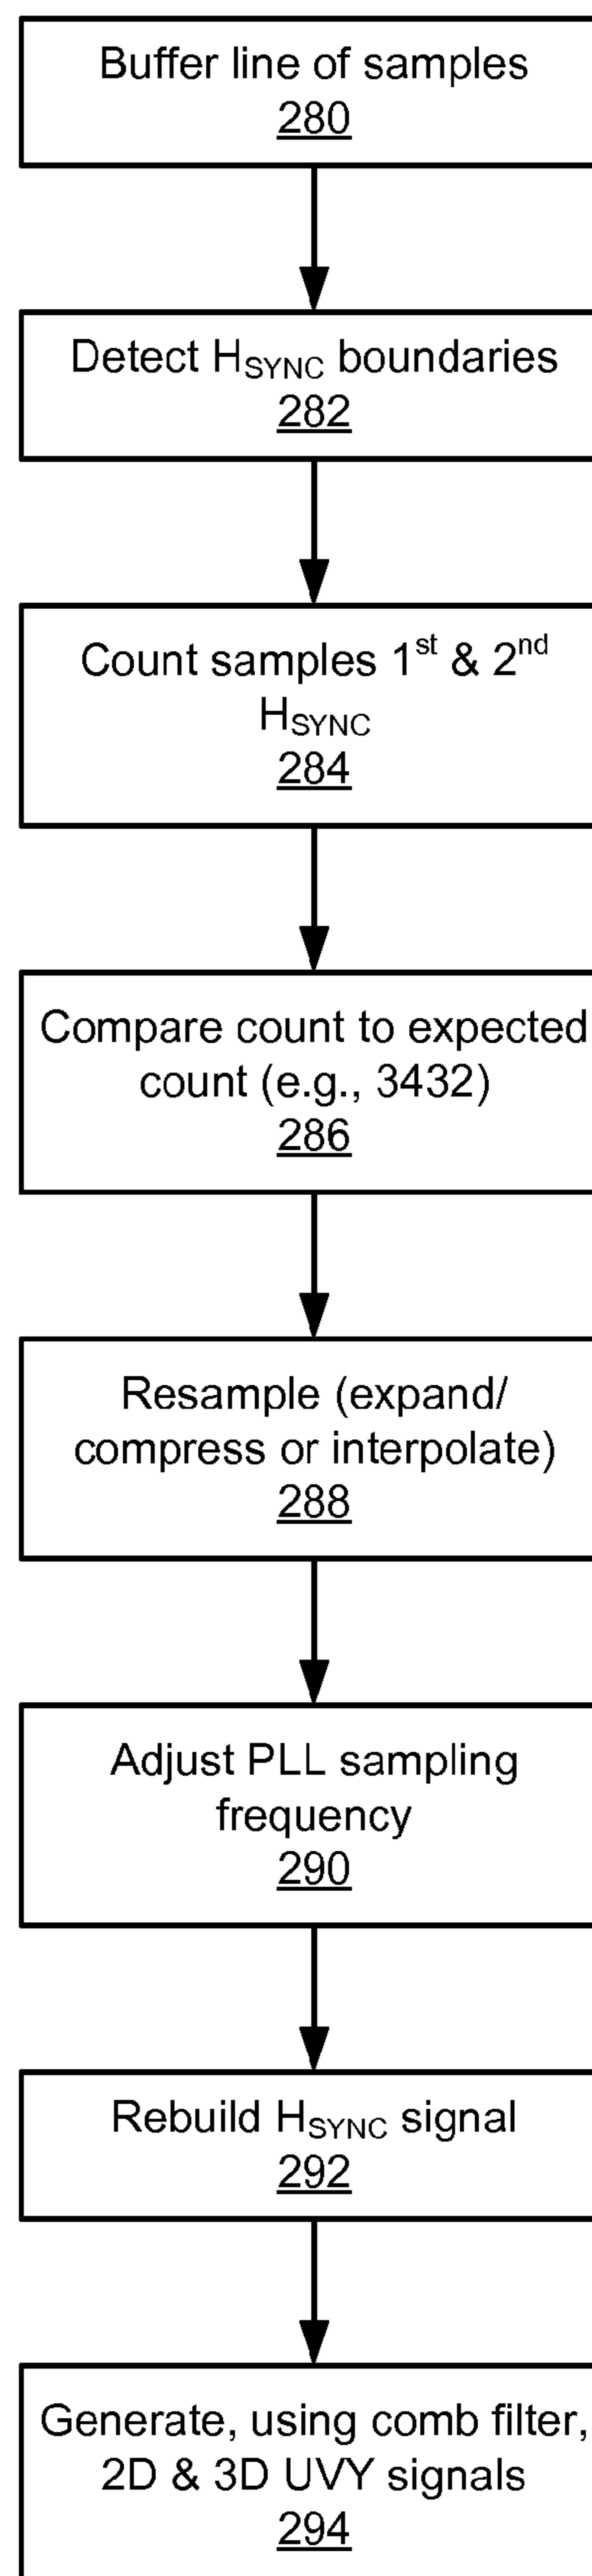 Buffer line of samples
280
Detect HSYNC boundaries
282
Count samples 1st & 2nd
HSYNC
284
Compare count to expected
count (e.g., 3432)
286
Resample (expand/
compress or interpolate)
288
Adjust PLL sampling
frequency
290
Rebuild HSYNC signal
292
Generate, using comb filter,
2D & 3D UVY signals
294